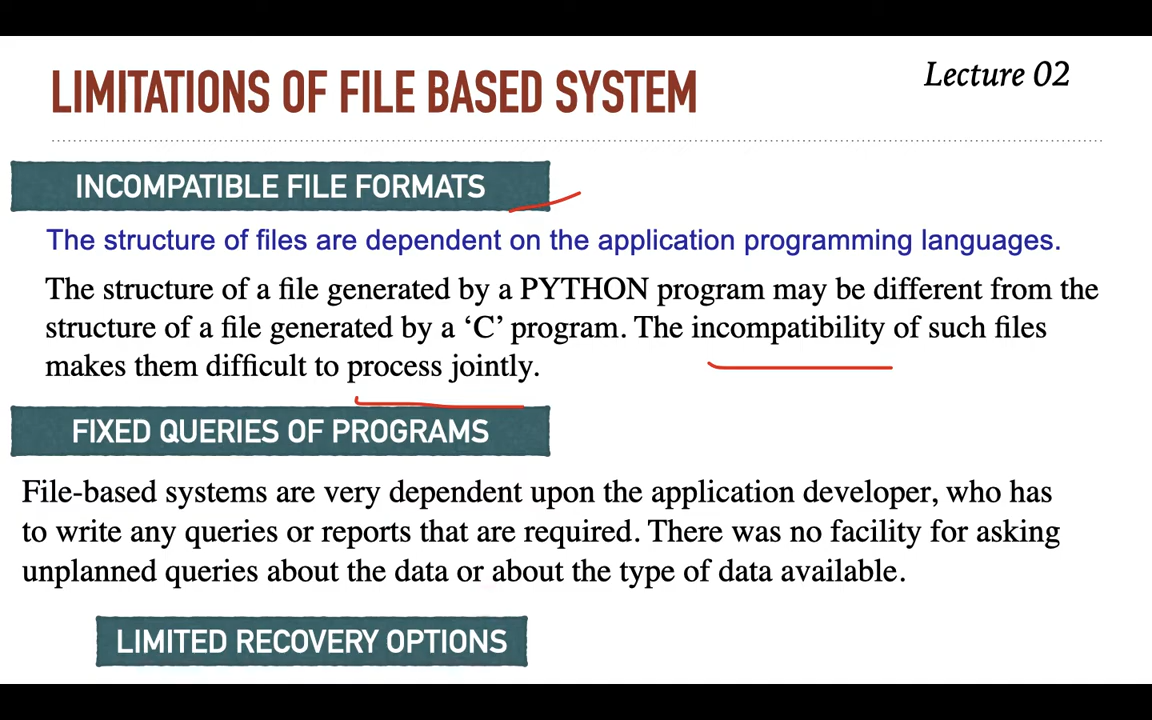 LIMITATIONS OF FILE BASED SYSTEM
Lecture 02
INCOMPATIBLE FILE FORMATS
The structure of files are dependent on the application programming languages.
The structure of a file generated by a PYTHON program may be different from the
structure of a file generated by a ‘C’ program. The incompatibility of such files
makes them difficult to process jointly.
FIXED QUERIES OF PROGRAMS
File-based systems are very dependent upon the application developer, who has
to write any queries or reports that are required. There was no facility for asking
unplanned queries about the data or about the type of data available.
LIMITED RECOVERY OPTIONS